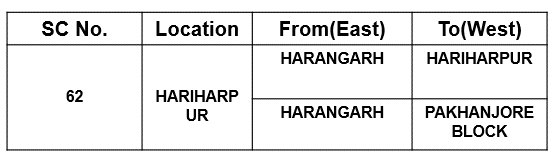 SC No. Location From(East) To(West)
HARANGARH HARIHARPUR
62 HARIHARP
UR
HARANGARH PAKHANJORE
BLOCK